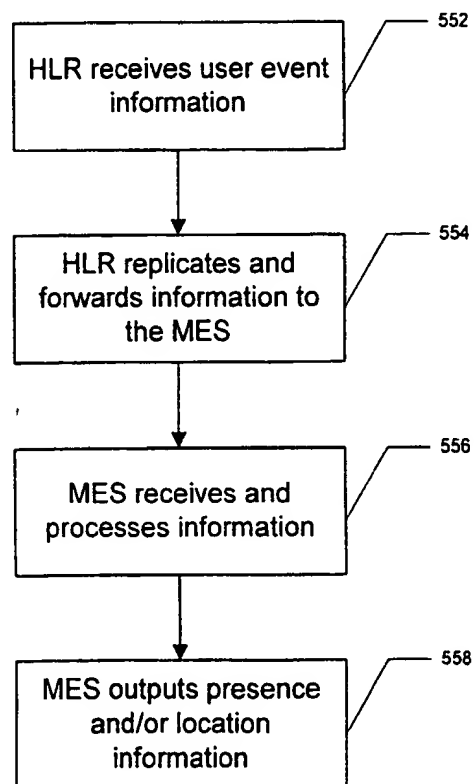 552
HLR receives user event
information
554
HLR replicates and
forwards information to
the MES
556
MES receives and
processes information
558
MES outputs presence
and/or location
information